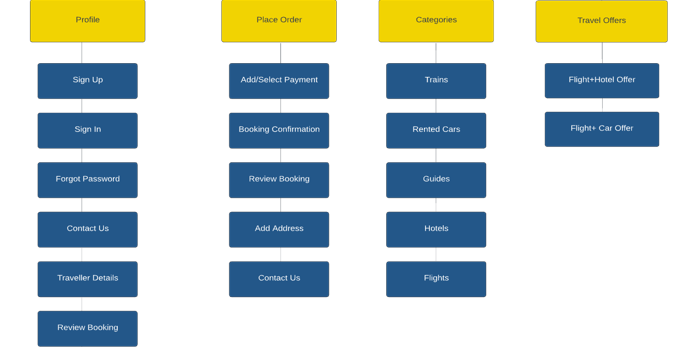 Profile
Sign Up
Sign In
Forgot Password
Contact Us
Traveller Details
Review Booking
Place Order
Add/Select Payment
Booking Confirmation
Review Booking
Add Address
Contact Us
Categories
Trains
Rented Cars
Guides
Hotels
Flights
Travel Offers
Flight+Hotel Offer
Flight+ Car Offer